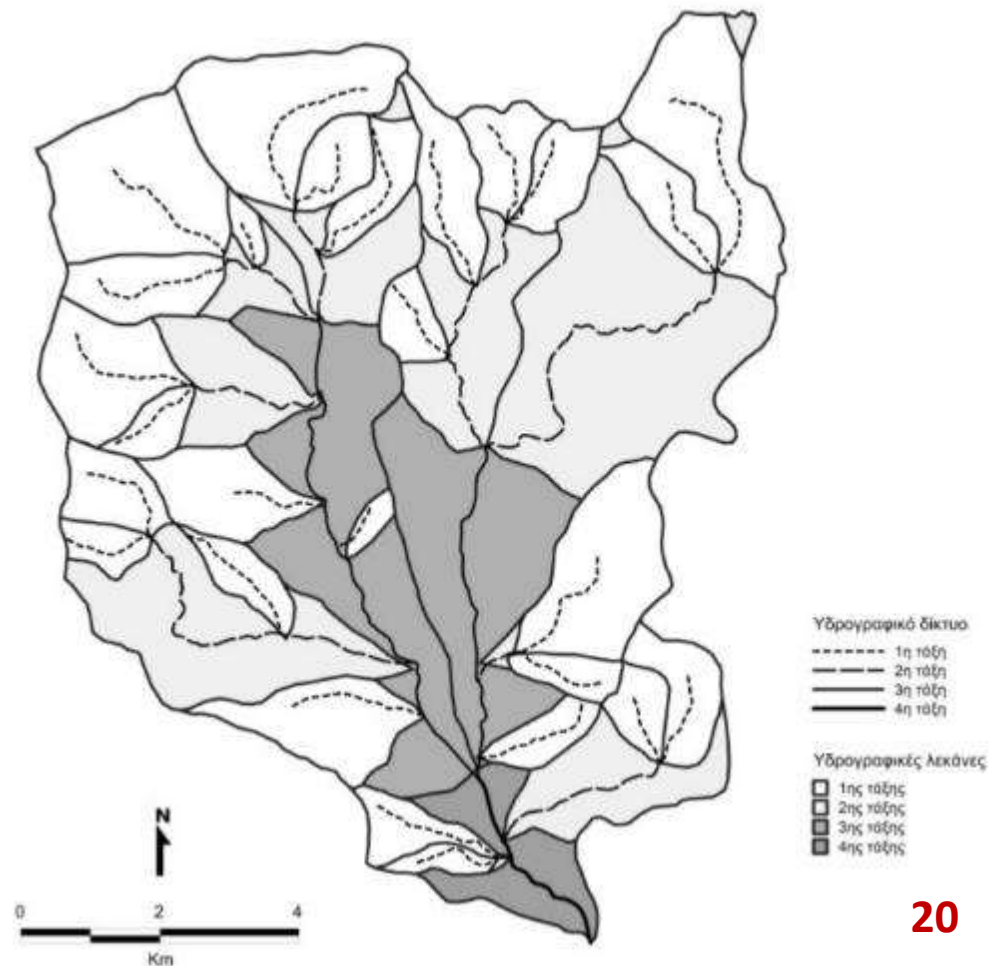 Υδρογραφικό δίκτυο
1η τάξη
2η τάξη
3η τάξη
4η τάξη
Υδρογραφικές λεκάνες
1ης τάξης
2ης τάξης
3ης τάξης
4ης τάξης
N
0 2 4
Km
20